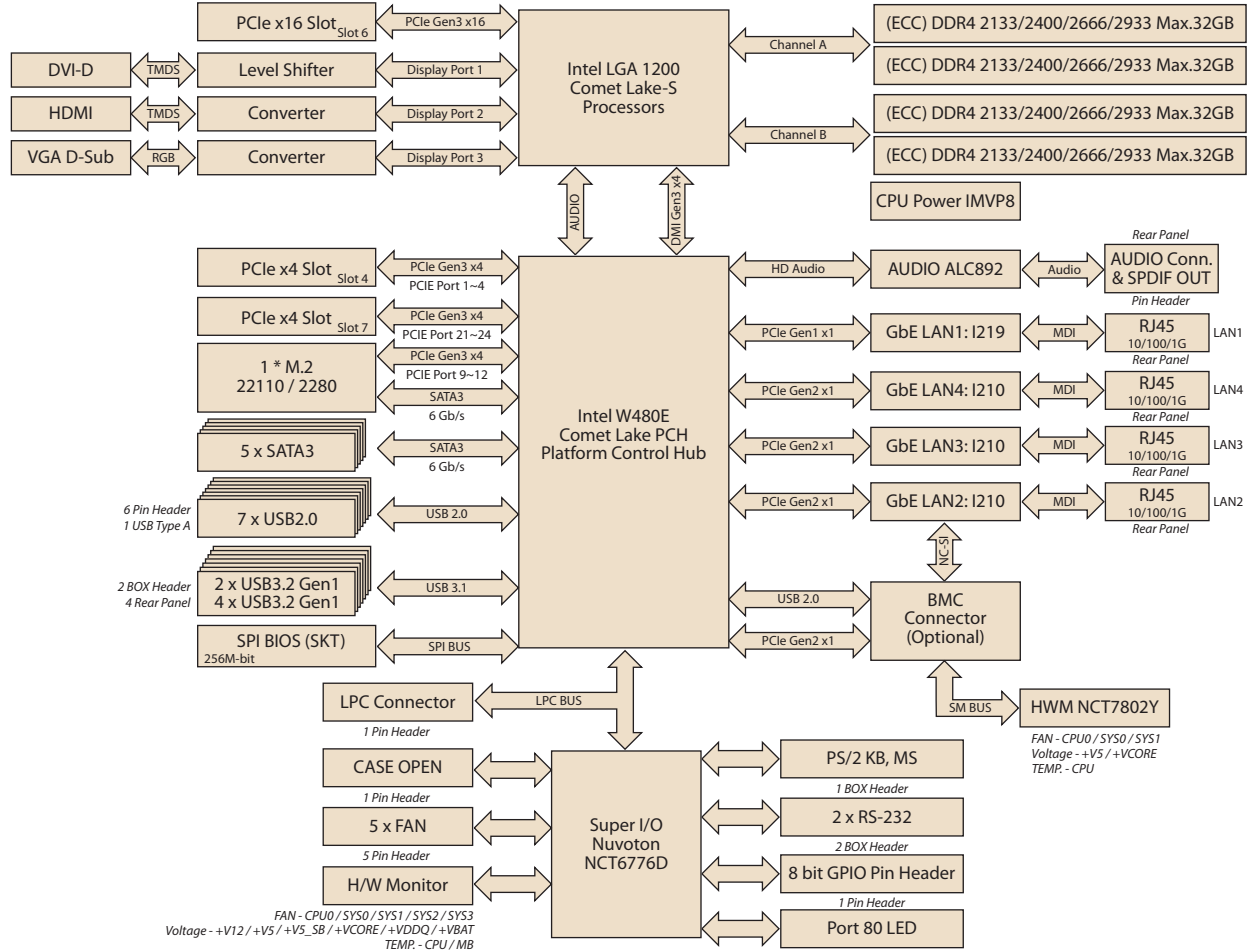 PCIe x16 Slot
Slot 6
PCIe Gen3 x16
DVI-D
TMDS
Level Shifter
Display Port 1
HDMI
TMDS
Converter
Display Port 2
VGA D-Sub
RGB
Converter
Display Port 3
Intel LGA 1200
Comet Lake-S
Processors
Channel A
Channel B
(ECC) DDR4 2133/2400/2666/2933 Max.32GB
(ECC) DDR4 2133/2400/2666/2933 Max.32GB
(ECC) DDR4 2133/2400/2666/2933 Max.32GB
(ECC) DDR4 2133/2400/2666/2933 Max.32GB
CPU Power IMVP8
AUDIO
DMI Gen3 x4
PCIe x4 Slot
Slot 4
PCIe Gen3 x4
PCIE Port 1~4
PCIe x4 Slot
Slot 7
PCIe Gen3 x4
PCIE Port 21~24
1 * M.2
22110 / 2280
PCIe Gen3 x4
PCIE Port 9~12
SATA3
6 Gb/s
5 x SATA3
SATA3
6 Gb/s
6 Pin Header
1 USB Type A
7 x USB2.0
USB 2.0
2 BOX Header
4 Rear Panel
2 x USB3.2 Gen1
4 x USB3.2 Gen1
USB 3.1
SPI BIOS (SKT)
256M-bit
SPI BUS
Intel W480E
Comet Lake PCH
Platform Control Hub
HD Audio
AUDIO ALC892
Audio
Rear Panel
AUDIO Conn.
& SPDIF OUT
Pin Header
PCIe Gen1 x1
GbE LAN1: I219
MDI
RJ45
10/100/1G
LAN1
Rear Panel
PCIe Gen2 x1
GbE LAN4: I210
MDI
RJ45
10/100/1G
LAN4
Rear Panel
PCIe Gen2 x1
GbE LAN3: I210
MDI
RJ45
10/100/1G
LAN3
Rear Panel
PCIe Gen2 x1
GbE LAN2: I210
MDI
RJ45
10/100/1G
LAN2
Rear Panel
NC-SI
USB 2.0
PCIe Gen2 x1
BMC
Connector
(Optional)
SM BUS
HWM NCT7802Y
FAN - CPU0 / SYS0 / SYS1
Voltage - +V5 / +VCORE
TEMP. - CPU
LPC Connector
1 Pin Header
LPC BUS
CASE OPEN
1 Pin Header
5 x FAN
5 Pin Header
H/W Monitor
FAN - CPU0 / SYS0 / SYS1 / SYS2 / SYS3
Voltage - +V12 / +V5 / +V5_SB / +VCORE / +VDDQ / +VBAT
TEMP. - CPU / MB
Super I/O
Nuvoton
NCT6776D
PS/2 KB, MS
1 BOX Header
2 x RS-232
2 BOX Header
8 bit GPIO Pin Header
1 Pin Header
Port 80 LED